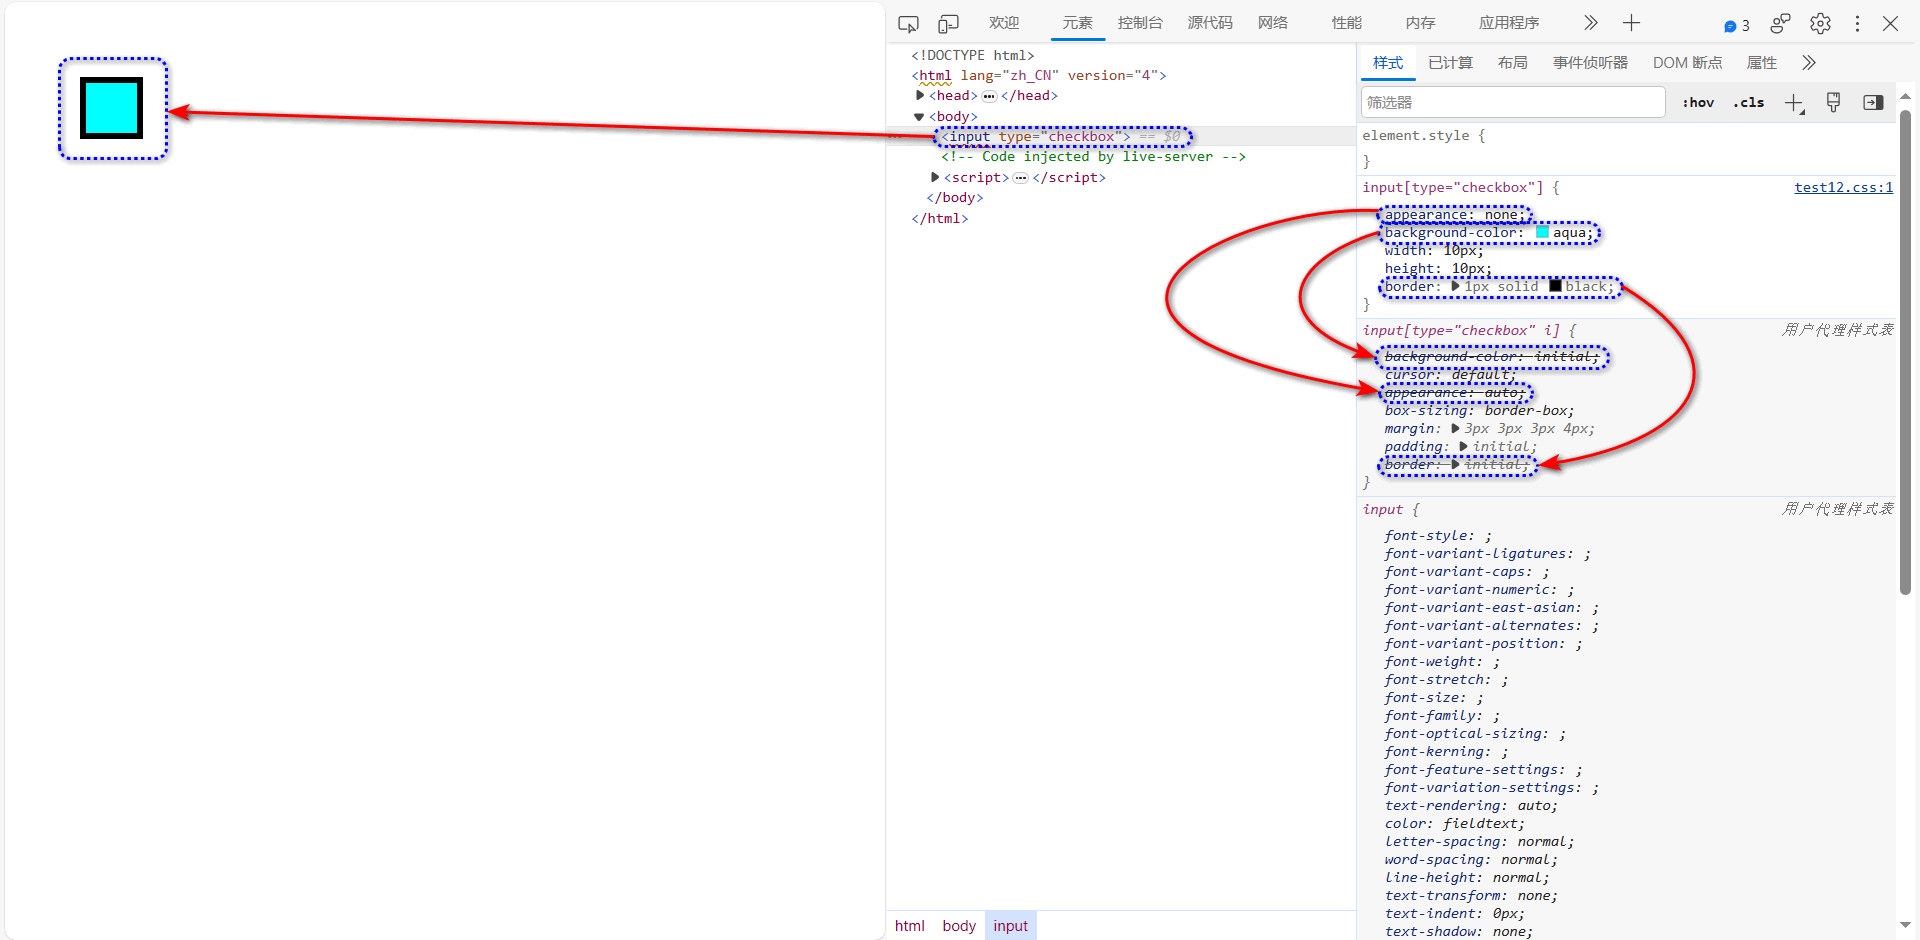 欢迎 元素 控制台 源代码 网络 性能 内存 应用程序 3
<!DOCTYPE html>
<html lang="zh_CN" version="4">
<head> ••• </head>
<body>
<input type="checkbox"> == $0
<!-- Code injected by live-server -->
<script> ••• </script>
</body>
</html>
html body input
样式 已计算 布局 事件侦听器 DOM 断点 属性
筛选器 :hov .cls
element.style {
}
input[type="checkbox"] { test12.css:1
appearance: none;
background-color: aqua;
width: 10px;
height: 10px;
border: 1px solid black;
}
input[type="checkbox" i] { 用户代理样式表
background-color: initial;
cursor: default;
appearance: auto;
box-sizing: border-box;
margin: 3px 3px 3px 4px;
padding: initial;
border: initial;
}
input { 用户代理样式表
font-style: ;
font-variant-ligatures: ;
font-variant-caps: ;
font-variant-numeric: ;
font-variant-east-asian: ;
font-variant-alternates: ;
font-variant-position: ;
font-weight: ;
font-stretch: ;
font-size: ;
font-family: ;
font-optical-sizing: ;
font-kerning: ;
font-feature-settings: ;
font-variation-settings: ;
text-rendering: auto;
color: fieldtext;
letter-spacing: normal;
word-spacing: normal;
line-height: normal;
text-transform: none;
text-indent: 0px;
text-shadow: none;